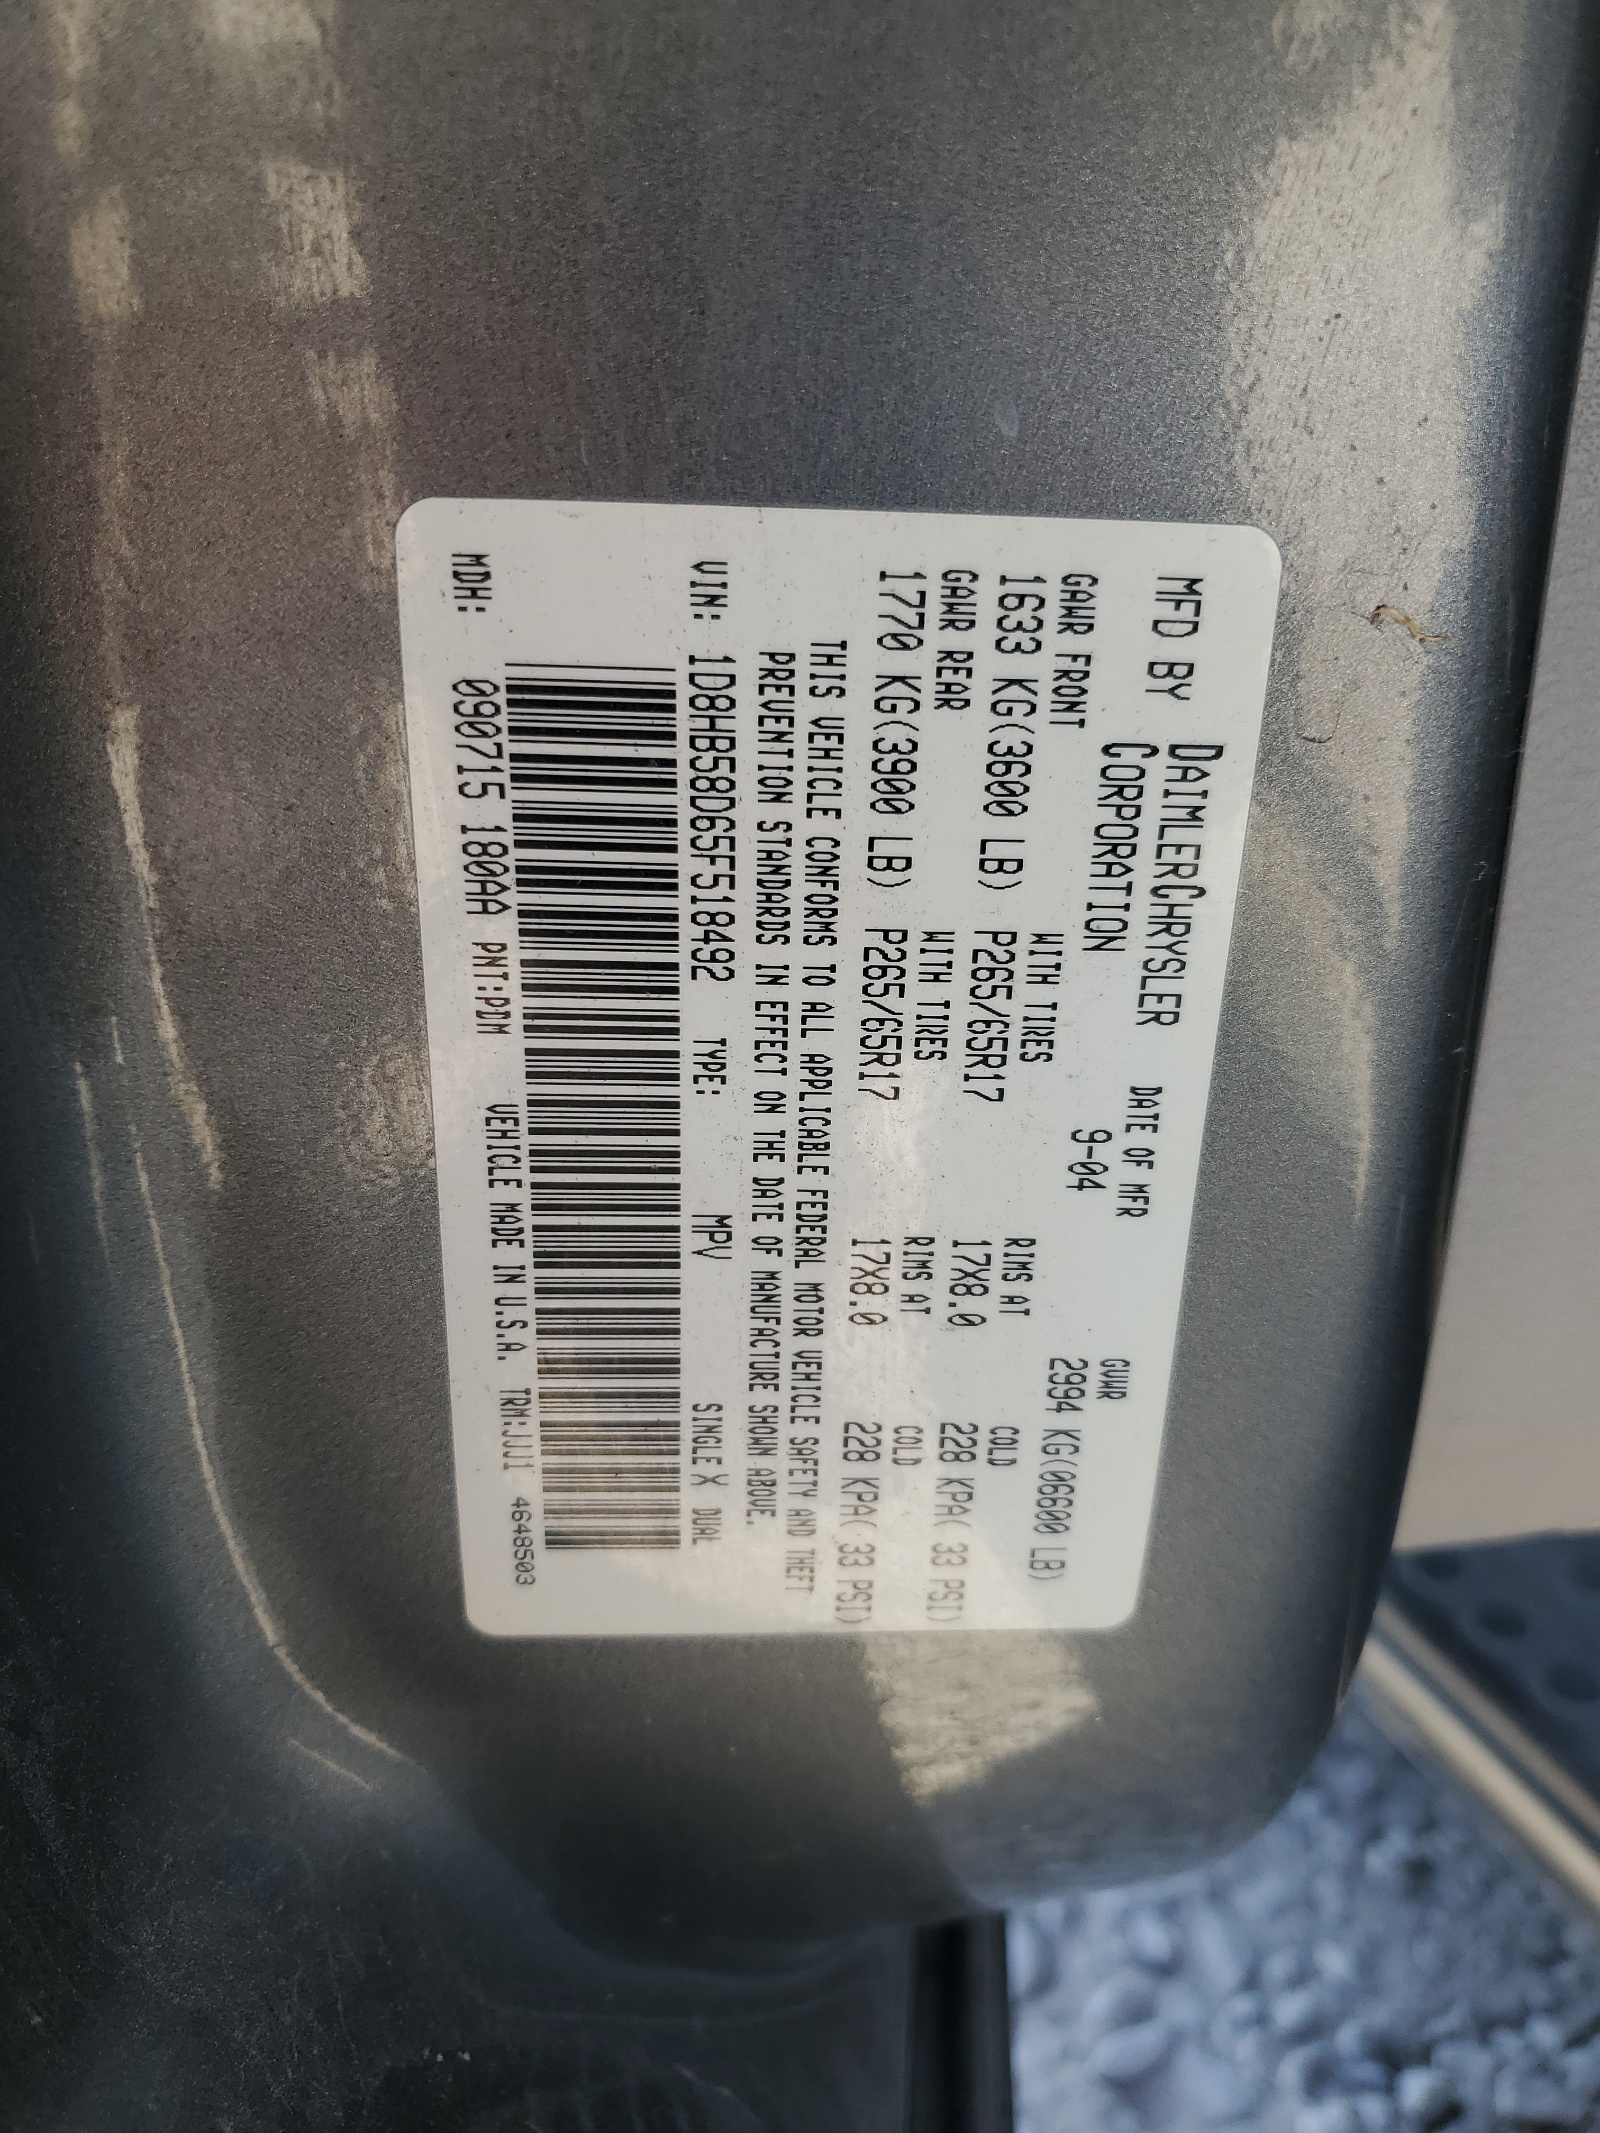 MFD BY DAIMLERCHRYSLER CORPORATION DATE OF MFR 9-04 GVWR 2994 KG(06600 LB)
GAWR FRONT WITH TIRES RIMS AT COLD
1633 KG(3600 LB) P265/65R17 17X8.0 228 KPA( 33 PSI)
GAWR REAR WITH TIRES RIMS AT COLD
1770 KG(3900 LB) P265/65R17 17X8.0 228 KPA( 33 PSI)
THIS VEHICLE CONFORMS TO ALL APPLICABLE FEDERAL MOTOR VEHICLE SAFETY AND THEFT
PREVENTION STANDARDS IN EFFECT ON THE DATE OF MANUFACTURE SHOWN ABOVE.
VIN: 1D8HB58D65F518492 TYPE: MPV SINGLE X DUAL
MDH: 090715 180AA PNT:PDM VEHICLE MADE IN U.S.A. TRM:JJJ1 4648503